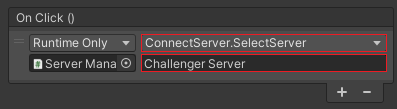 On Click ()
Runtime Only
ConnectServer.SelectServer
Server Mana
Challenger Server
+ −